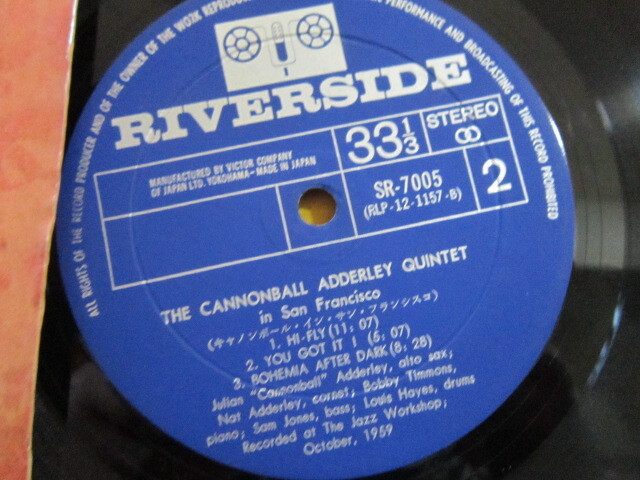 ALL RIGHTS OF THE RECORD PRODUCER AND OF THE OWNER OF THE WORK REPRODUCED PERFORMANCE AND BROADCASTING OF THIS RECORD PROHIBITED
RIVERSIDE
MANUFACTURED BY VICTOR COMPANY
OF JAPAN LTD. YOKOHAMA—MADE IN JAPAN
33 1/3
STEREO
SR-7005
(RLP-12-1157-B)
2
THE CANNONBALL ADDERLEY QUINTET
in San Francisco
(キャノンボール・イン・サン・フランシスコ)
1. HI-FLY (11: 07)
2. YOU GOT IT! (5: 07)
3. BOHEMIA AFTER DARK (8: 28)
Julian "Cannonball" Adderley, alto sax;
Nat Adderley, cornet; Bobby Timmons,
piano; Sam Jones, bass; Louis Hayes, drums
Recorded at The Jazz Workshop;
October, 1959